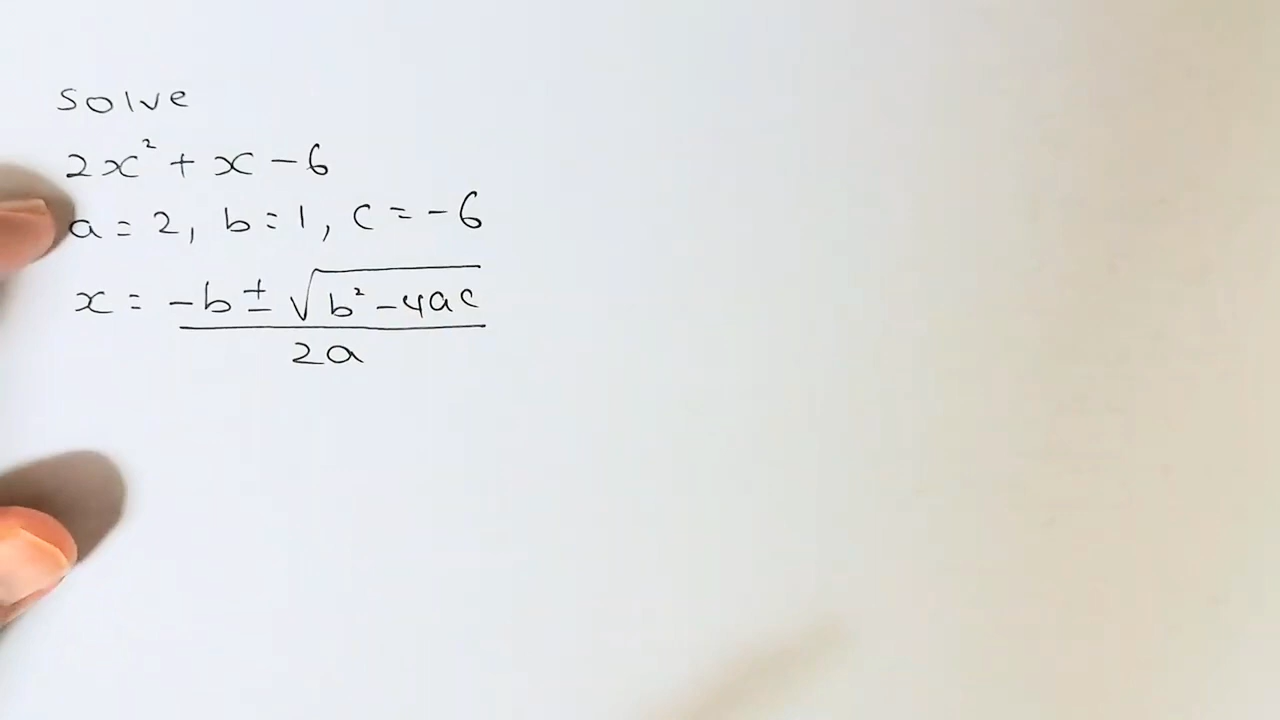 Solve
2x² + x - 6
a = 2, b = 1, c = -6
x = -b ± √b² - 4ac
2a